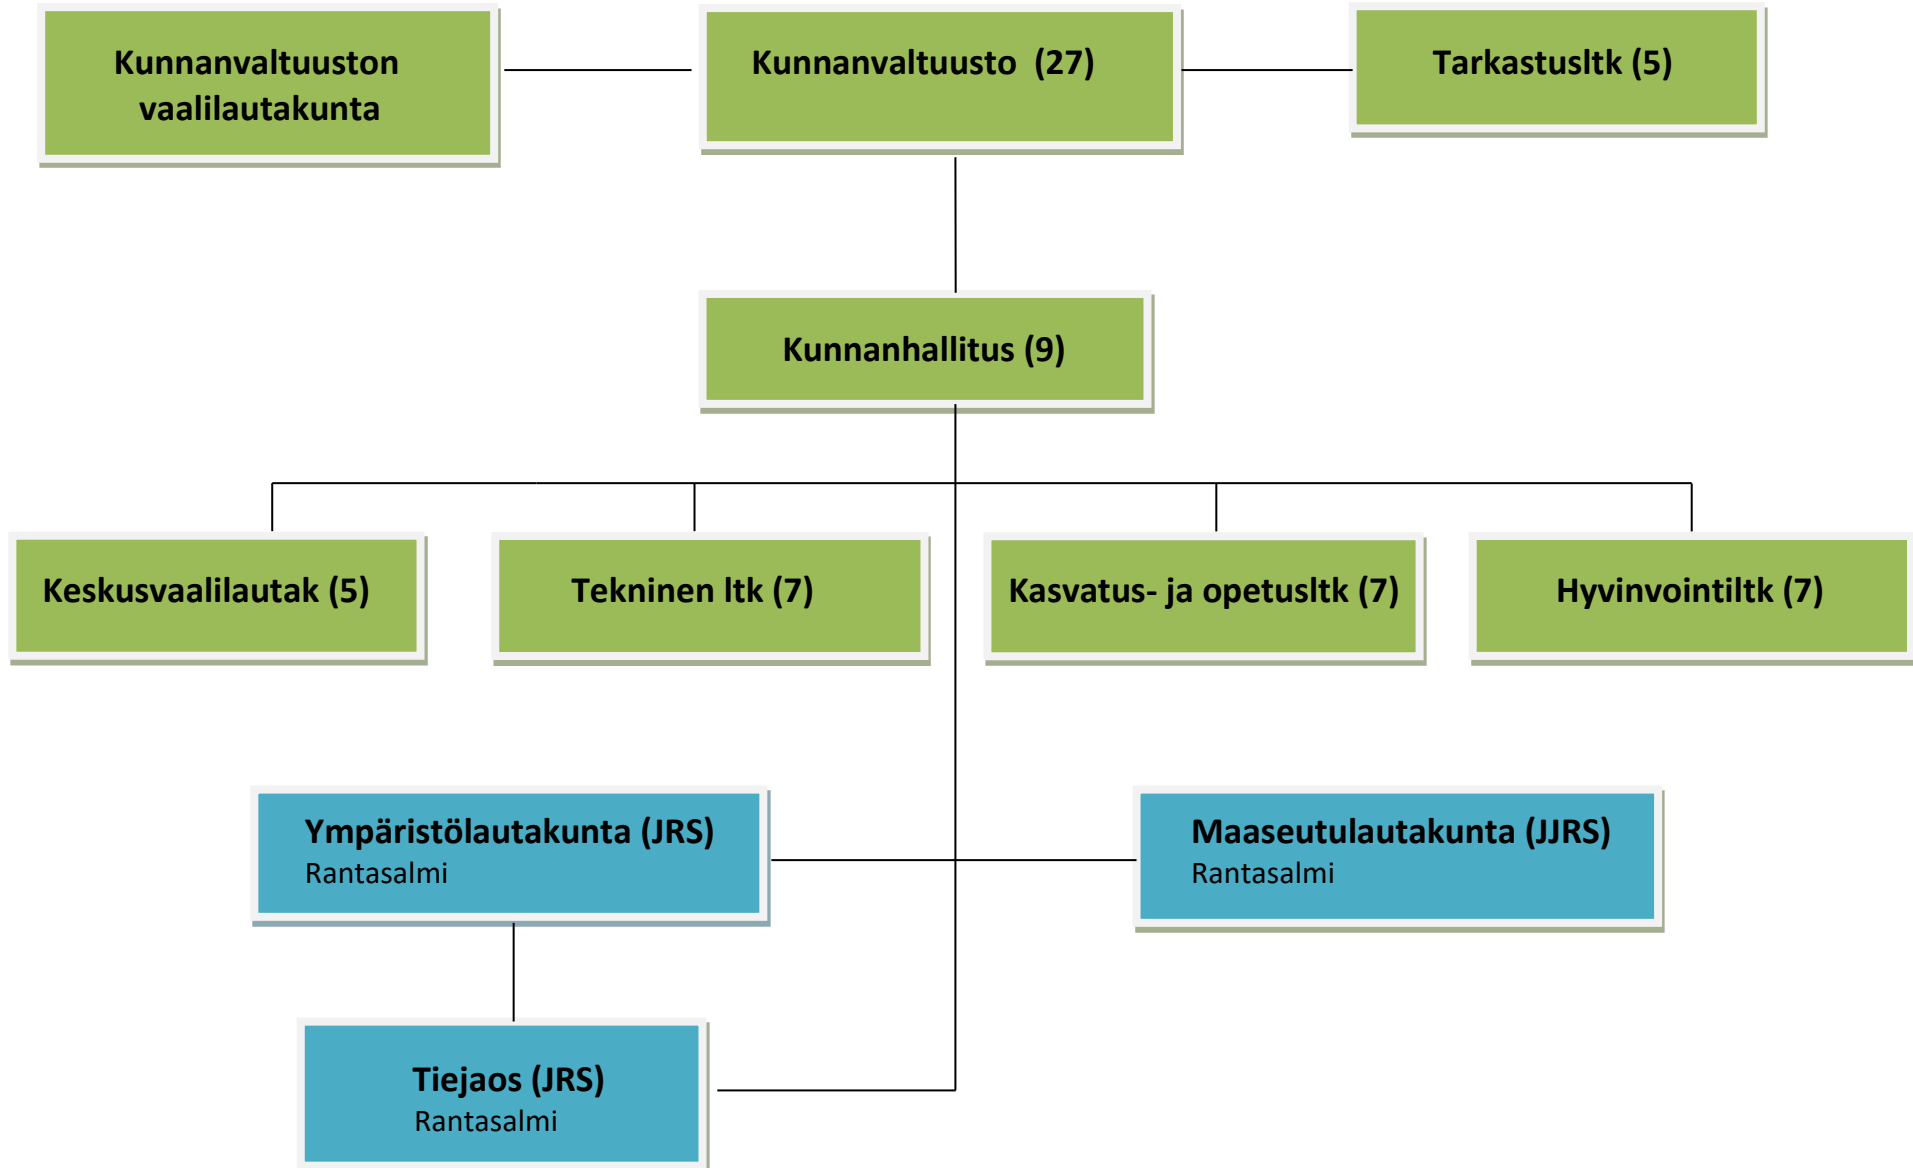 Kunnanvaltuuston
vaalilautakunta
Kunnanvaltuusto (27)
Tarkastusltk (5)
Kunnanhallitus (9)
Keskusvaalilautak (5)
Tekninen ltk (7)
Kasvatus- ja opetusltk (7)
Hyvinvointiltk (7)
Ympäristölautakunta (JRS)
Rantasalmi
Maaseutulautakunta (JJRS)
Rantasalmi
Tiejaos (JRS)
Rantasalmi